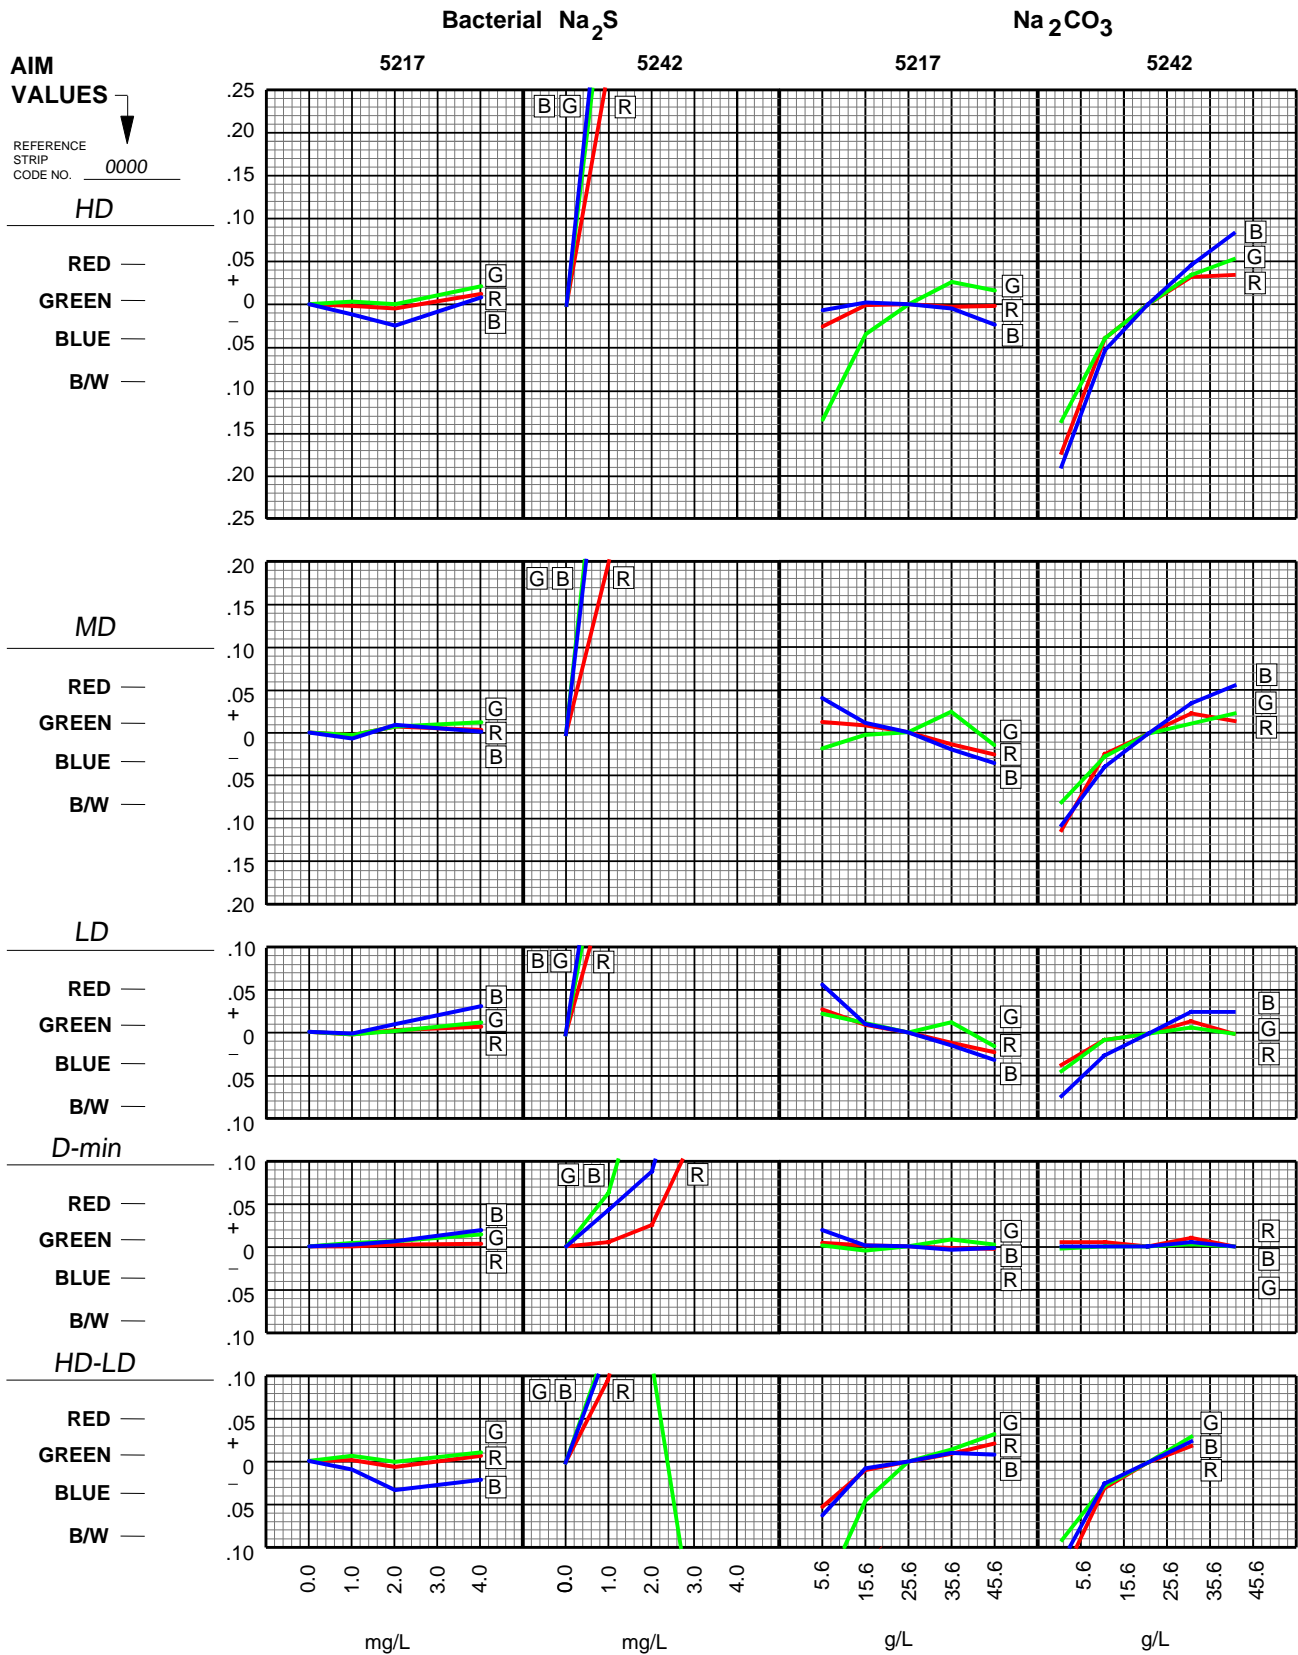 Bacterial Na2S Na2CO3
AIM VALUES
5217 5242 5217 5242
REFERENCE STRIP CODE NO. 0000
HD
RED
GREEN
BLUE
B/W
.25
.20
.15
.10
.05
+
0
–
.05
.10
.15
.20
.25
B G R
G
R
B
G
R
B
B
G
R
MD
RED
GREEN
BLUE
B/W
.20
.15
.10
.05
+
0
–
.05
.10
.15
.20
G B R
G
R
B
G
R
B
B
G
R
LD
RED
GREEN
BLUE
B/W
.10
.05
+
0
–
.05
.10
B G R
B
G
R
G
R
B
B
G
R
D-min
RED
GREEN
BLUE
B/W
.10
.05
+
0
–
.05
.10
G B R
B
G
R
G
B
R
R
B
G
HD-LD
RED
GREEN
BLUE
B/W
.10
.05
+
0
–
.05
.10
G B R
G
R
B
G
R
B
G
B
R
0.0 1.0 2.0 3.0 4.0 0.0 1.0 2.0 3.0 4.0 5.6 15.6 25.6 35.6 45.6 5.6 15.6 25.6 35.6 45.6
mg/L mg/L g/L g/L